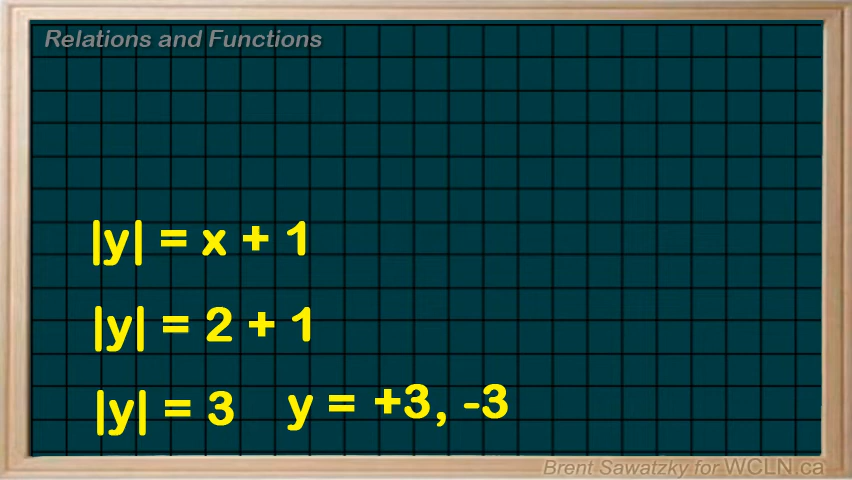 Relations and Functions
|y| = x + 1
|y| = 2 + 1
|y| = 3 y = +3, -3
Brent Sawatzky for WCLN.ca